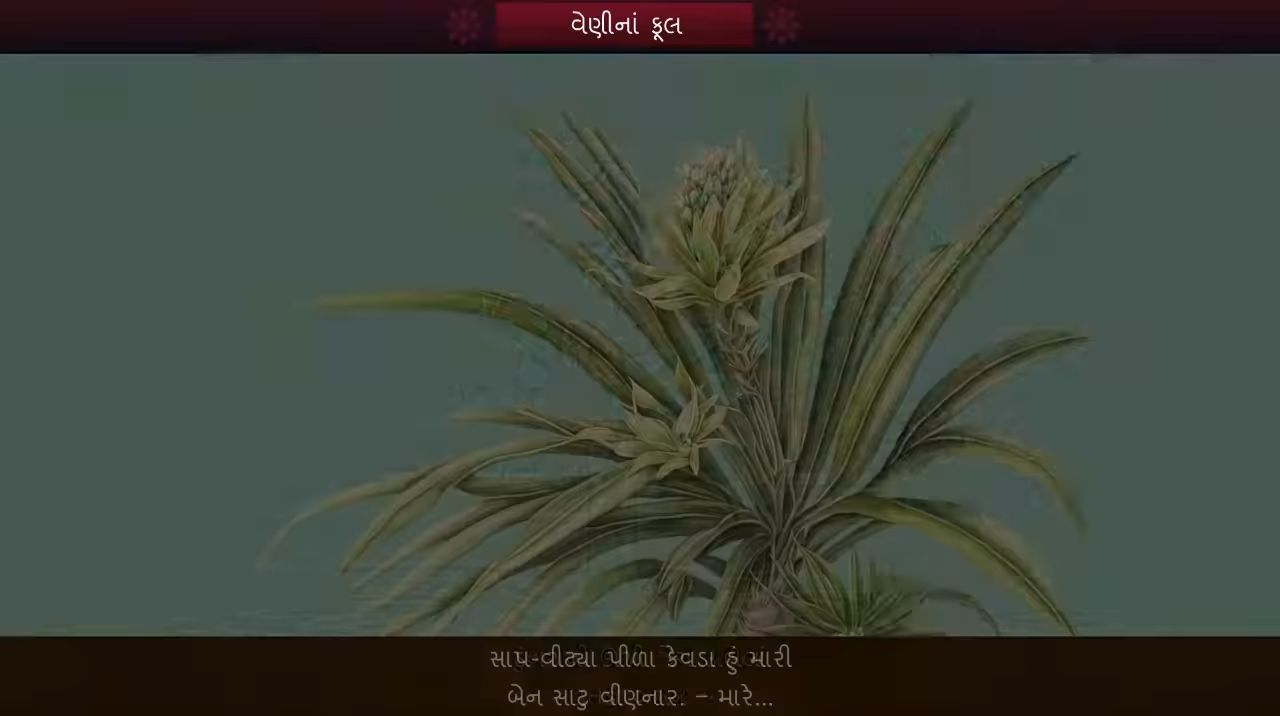 વેણીનાં ફૂલ
સાપ-વીંટ્યા પીળા કેવડા હું મારી
બેન સાટુ વીણનાર. – મારે...